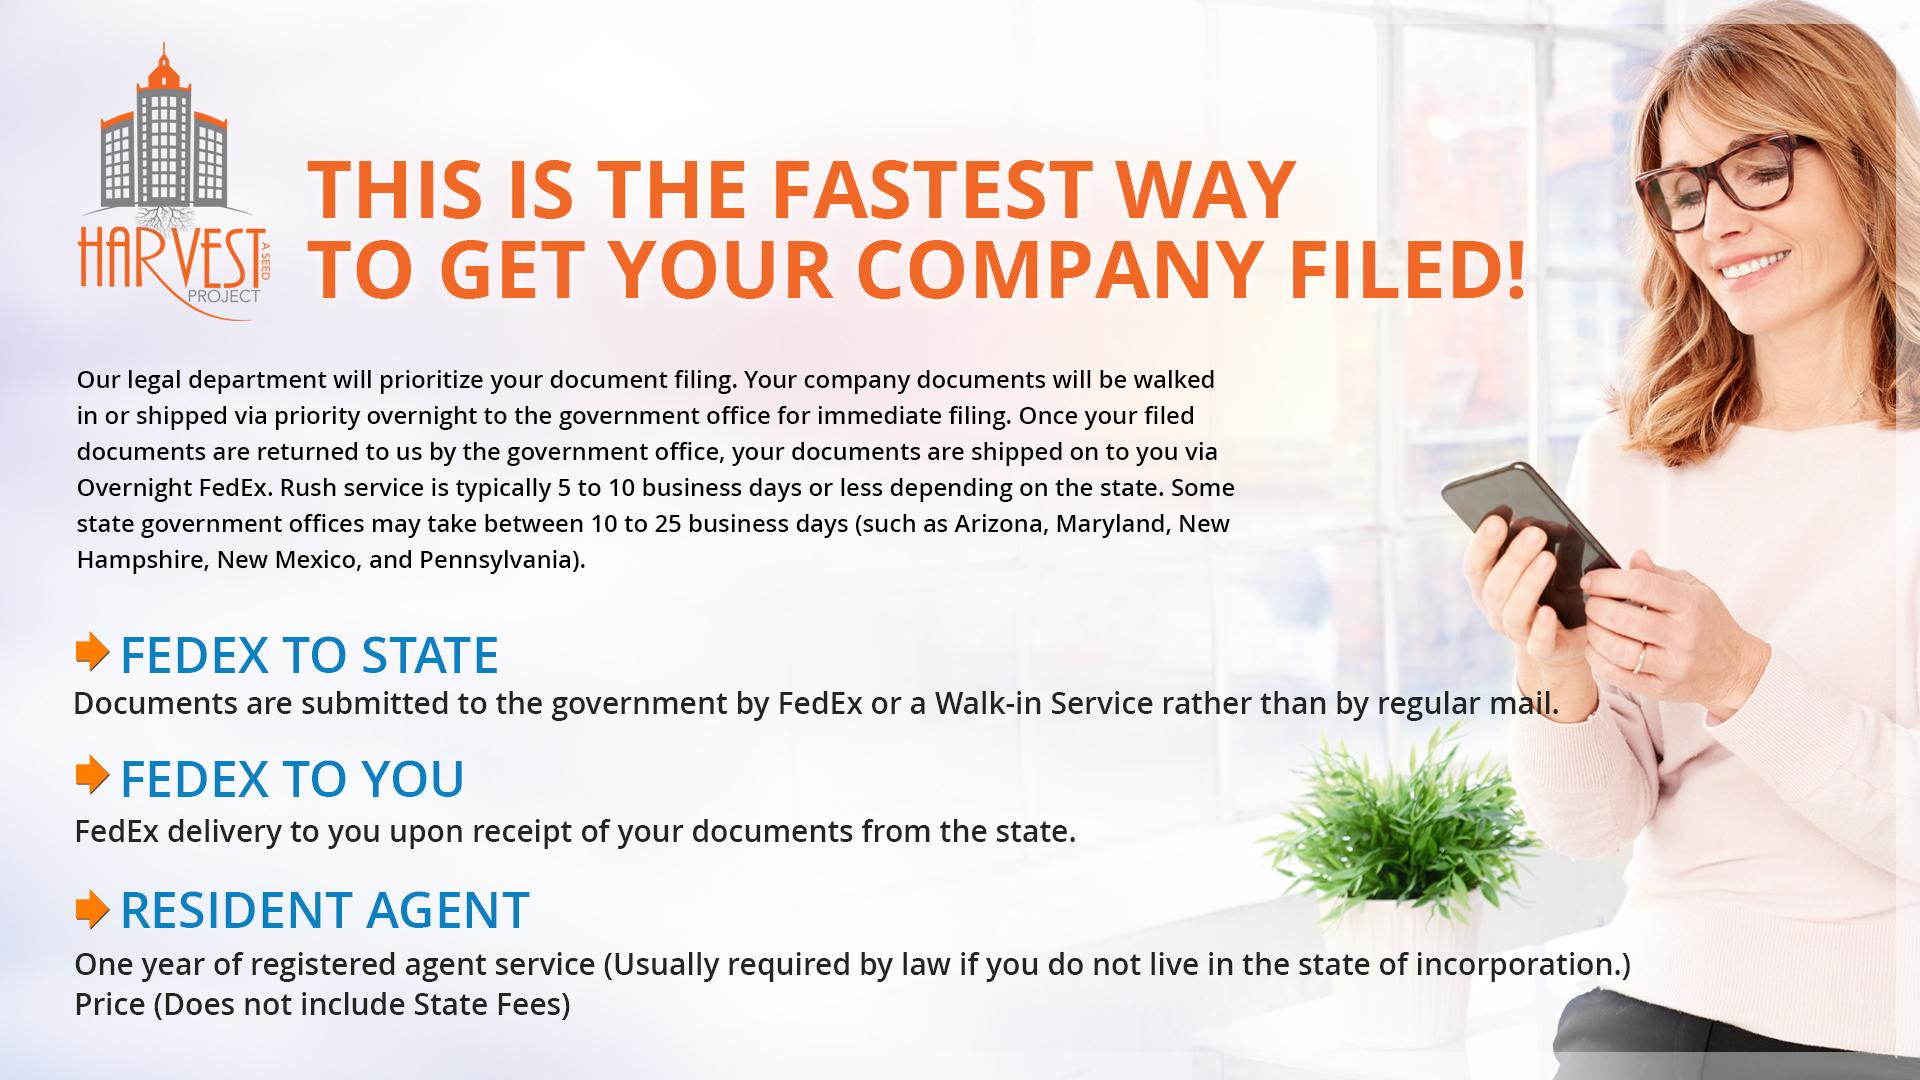 HARVEST
A SEED
PROJECT
THIS IS THE FASTEST WAY
TO GET YOUR COMPANY FILED!
Our legal department will prioritize your document filing. Your company documents will be walked
in or shipped via priority overnight to the government office for immediate filing. Once your filed
documents are returned to us by the government office, your documents are shipped on to you via
Overnight FedEx. Rush service is typically 5 to 10 business days or less depending on the state. Some
state government offices may take between 10 to 25 business days (such as Arizona, Maryland, New
Hampshire, New Mexico, and Pennsylvania).
FEDEX TO STATE
Documents are submitted to the government by FedEx or a Walk-in Service rather than by regular mail.
FEDEX TO YOU
FedEx delivery to you upon receipt of your documents from the state.
RESIDENT AGENT
One year of registered agent service (Usually required by law if you do not live in the state of incorporation.)
Price (Does not include State Fees)